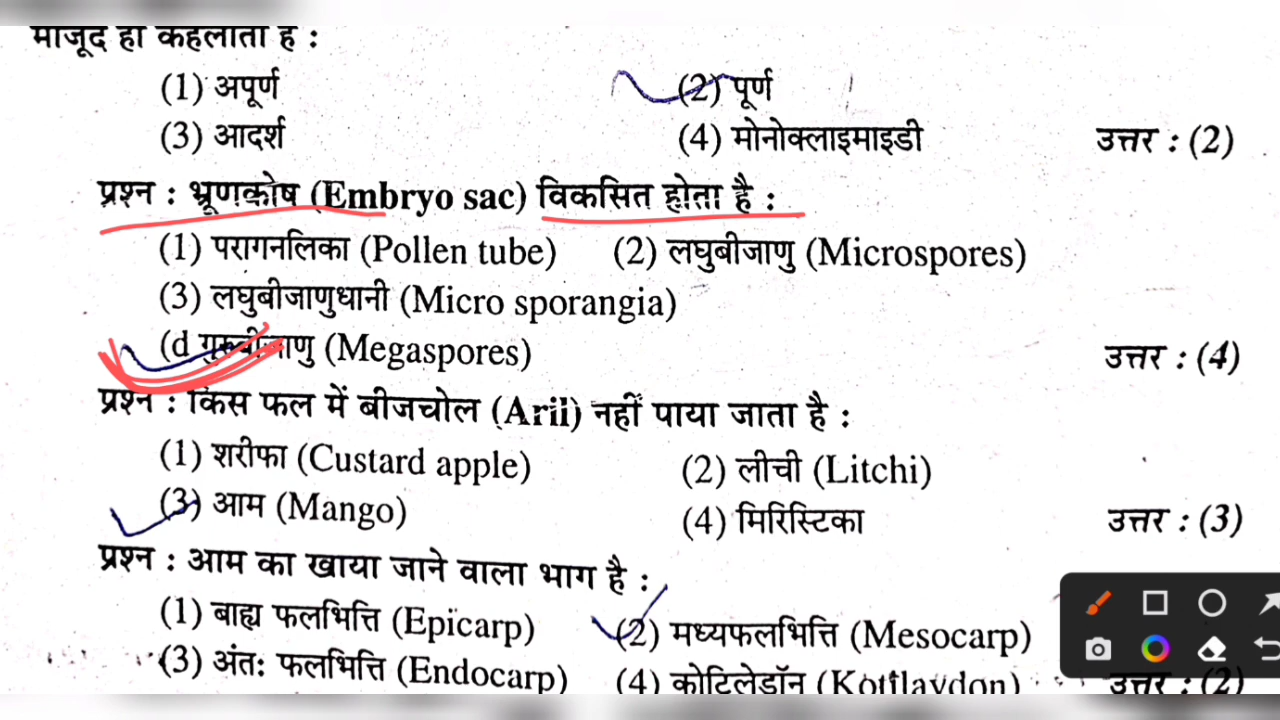 माजूद हो कहलाता है :
(1) अपूर्ण (2) पूर्ण
(3) आदर्श (4) मोनोक्लाइमाइडी उत्तर : (2)
प्रश्न : भ्रूणकोष (Embryo sac) विकसित होता है :
(1) परागनलिका (Pollen tube) (2) लघुबीजाणु (Microspores)
(3) लघुबीजाणुधानी (Micro sporangia)
(d गुरुबीजाणु (Megaspores) उत्तर : (4)
प्रश्न : किस फल में बीजचोल (Aril) नहीं पाया जाता है :
(1) शरीफा (Custard apple) (2) लीची (Litchi)
(3) आम (Mango) (4) मिरिस्टिका उत्तर : (3)
प्रश्न : आम का खाया जाने वाला भाग है :
(1) बाह्य फलभित्ति (Epicarp) (2) मध्यफलभित्ति (Mesocarp)
(3) अंतः फलभित्ति (Endocarp) (4) कोटिलेडॉन (Kotilaydon) उत्तर : (2)